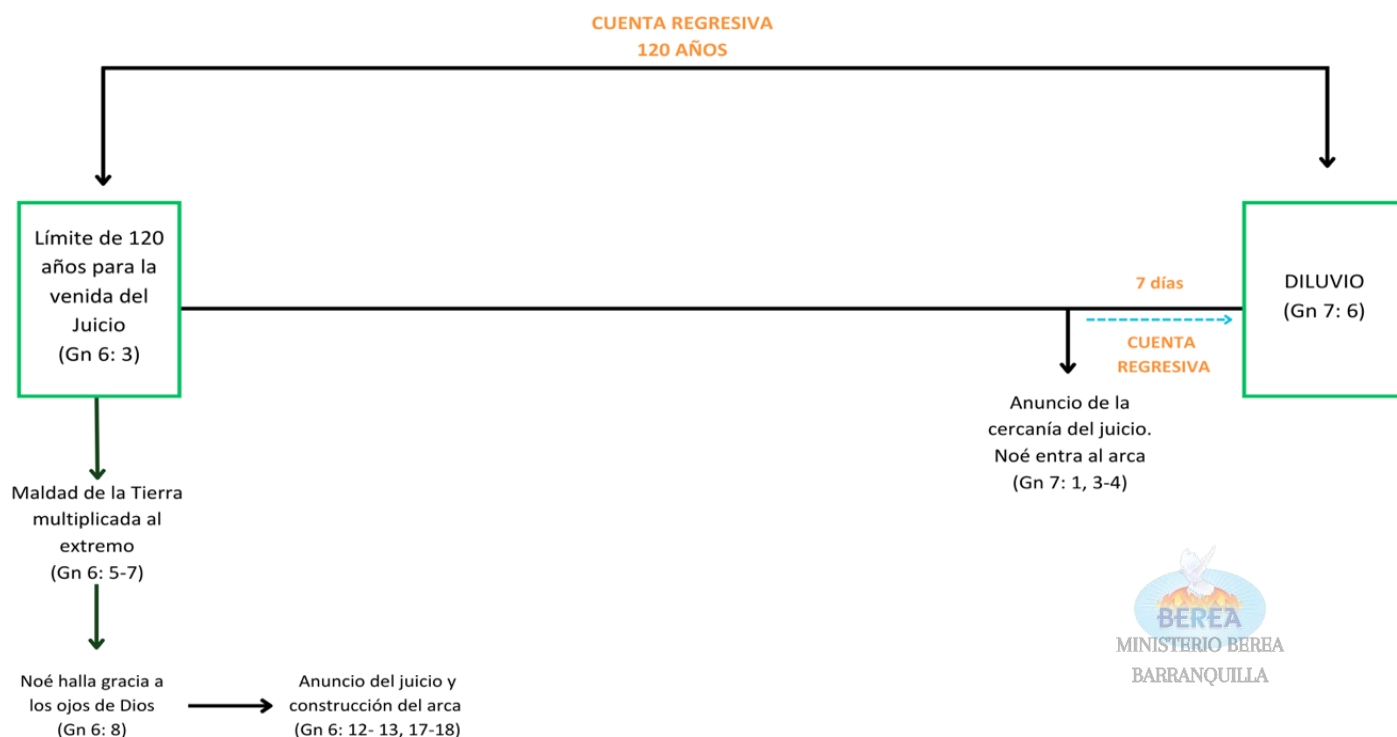 CUENTA REGRESIVA
120 AÑOS
Límite de 120
años para la
venida del
Juicio
(Gn 6: 3)
7 días
CUENTA
REGRESIVA
DILUVIO
(Gn 7: 6)
Anuncio de la
cercanía del juicio.
Noé entra al arca
(Gn 7: 1, 3-4)
Maldad de la Tierra
multiplicada al
extremo
(Gn 6: 5-7)
Noé halla gracia a
los ojos de Dios
(Gn 6: 8)
Anuncio del juicio y
construcción del arca
(Gn 6: 12- 13, 17-18)
BEREA
MINISTERIO BEREA
BARRANQUILLA